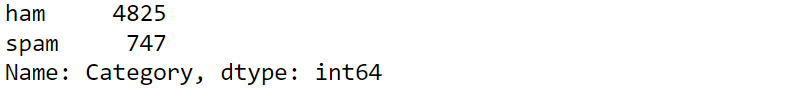 ham     4825
spam     747
Name: Category, dtype: int64